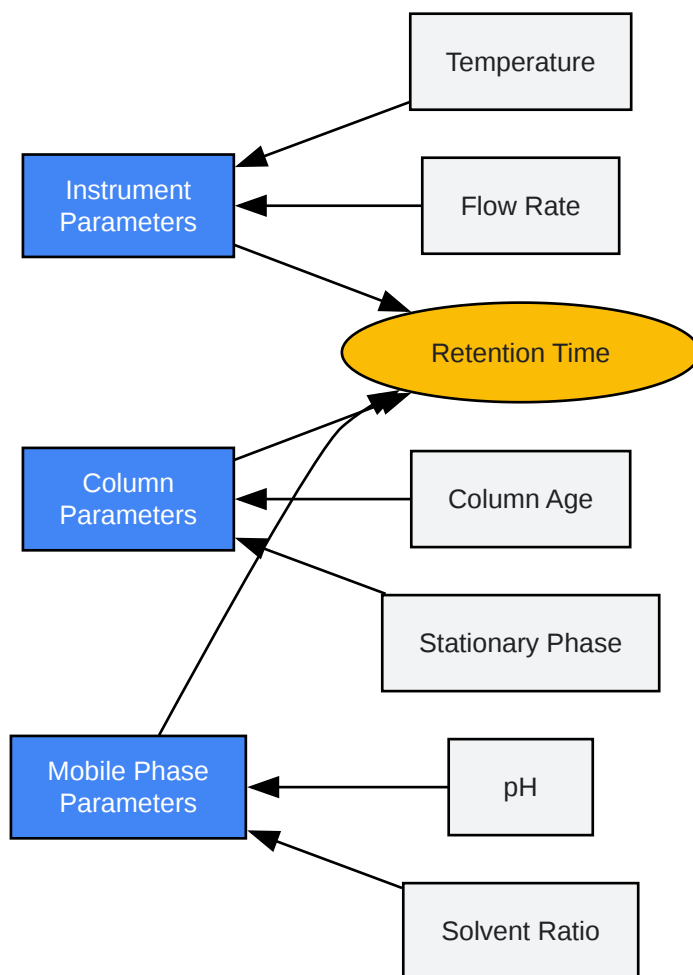 Temperature
Instrument
Parameters
Flow Rate
Retention Time
Column
Parameters
Column Age
Stationary Phase
Mobile Phase
Parameters
pH
Solvent Ratio